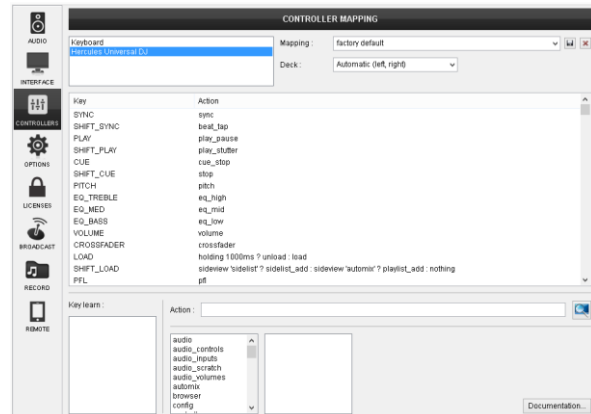 CONTROLLER MAPPING
AUDIO
INTERFACE
CONTROLLERS
OPTIONS
LICENSES
BROADCAST
RECORD
REMOTE
Keyboard
Hercules Universal DJ
Mapping : factory default
Deck : Automatic (left, right)
Key Action
SYNC sync
SHIFT_SYNC beat_tap
PLAY play_pause
SHIFT_PLAY play_stutter
CUE cue_stop
SHIFT_CUE stop
PITCH pitch
EQ_TREBLE eq_high
EQ_MED eq_mid
EQ_BASS eq_low
VOLUME volume
CROSSFADER crossfader
LOAD holding 1000ms ? unload : load
SHIFT_LOAD sideview 'sidelist' ? sidelist_add : sideview 'automix' ? playlist_add : nothing
PFL pfl
Key learn :
Action :
audio
audio_controls
audio_inputs
audio_scratch
audio_volumes
automix
browser
config
Documentation...